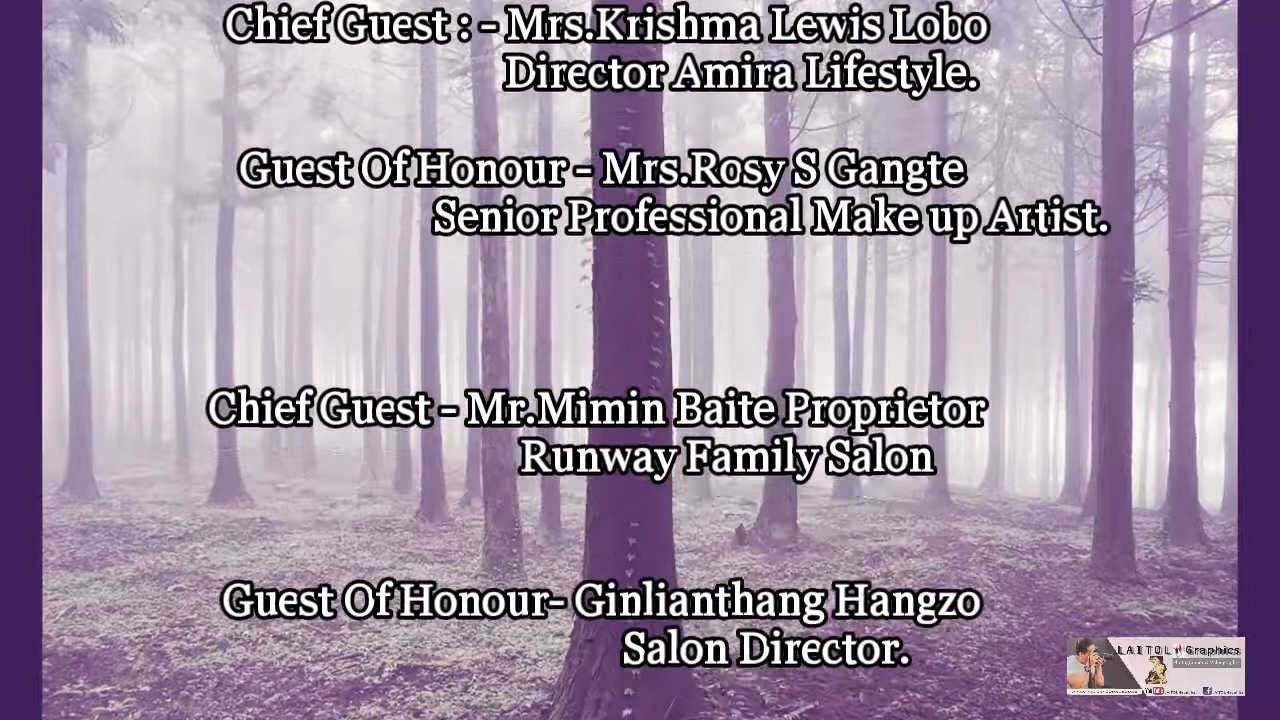 Chief Guest : - Mrs.Krishma Lewis Lobo
Director Amira Lifestyle.
Guest Of Honour - Mrs.Rosy S Gangte
Senior Professional Make up Artist.
Chief Guest - Mr.Mimin Baite Proprietor
Runway Family Salon
Guest Of Honour- Ginlianthang Hangzo
Salon Director.
LAITOLY Graphics